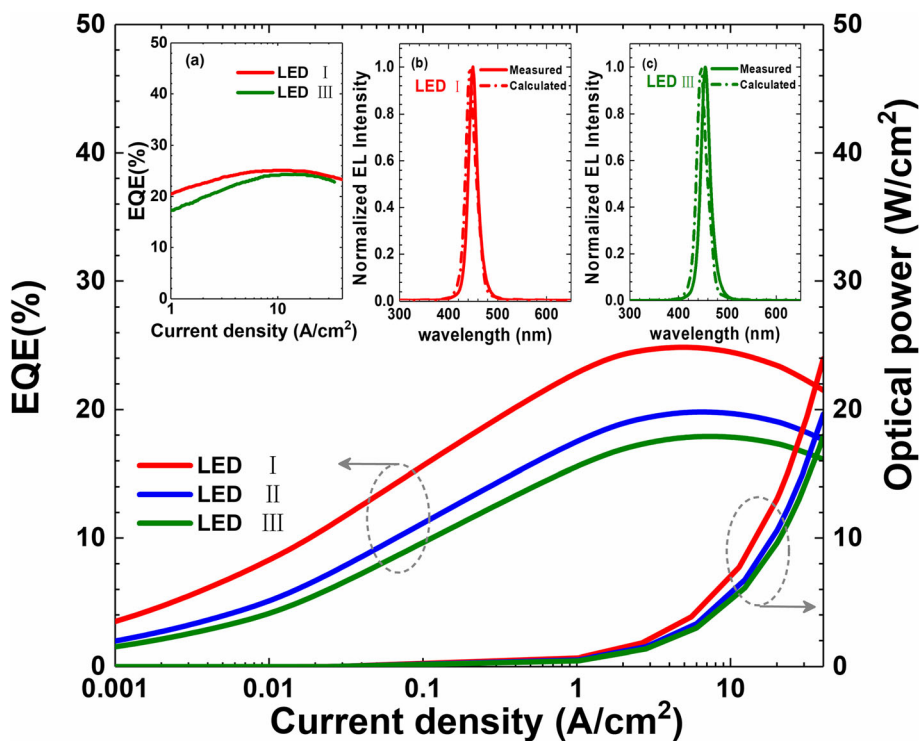 50
40
30
20
10
0
EQE(%)
0.001
0.01
0.1
1
10
Current density (A/cm²)
50
40
30
20
10
0
Optical power (W/cm²)
LED Ⅰ
LED Ⅱ
LED Ⅲ
(a)
LED Ⅰ
LED Ⅲ
50
40
30
20
10
0
EQE(%)
1
10
Current density (A/cm²)
(b)
LED Ⅰ
Measured
Calculated
1.0
0.8
0.6
0.4
0.2
0.0
Normalized EL Intensity
300
400
500
600
wavelength (nm)
(c)
LED Ⅲ
Measured
Calculated
1.0
0.8
0.6
0.4
0.2
0.0
Normalized EL Intensity
300
400
500
600
wavelength (nm)